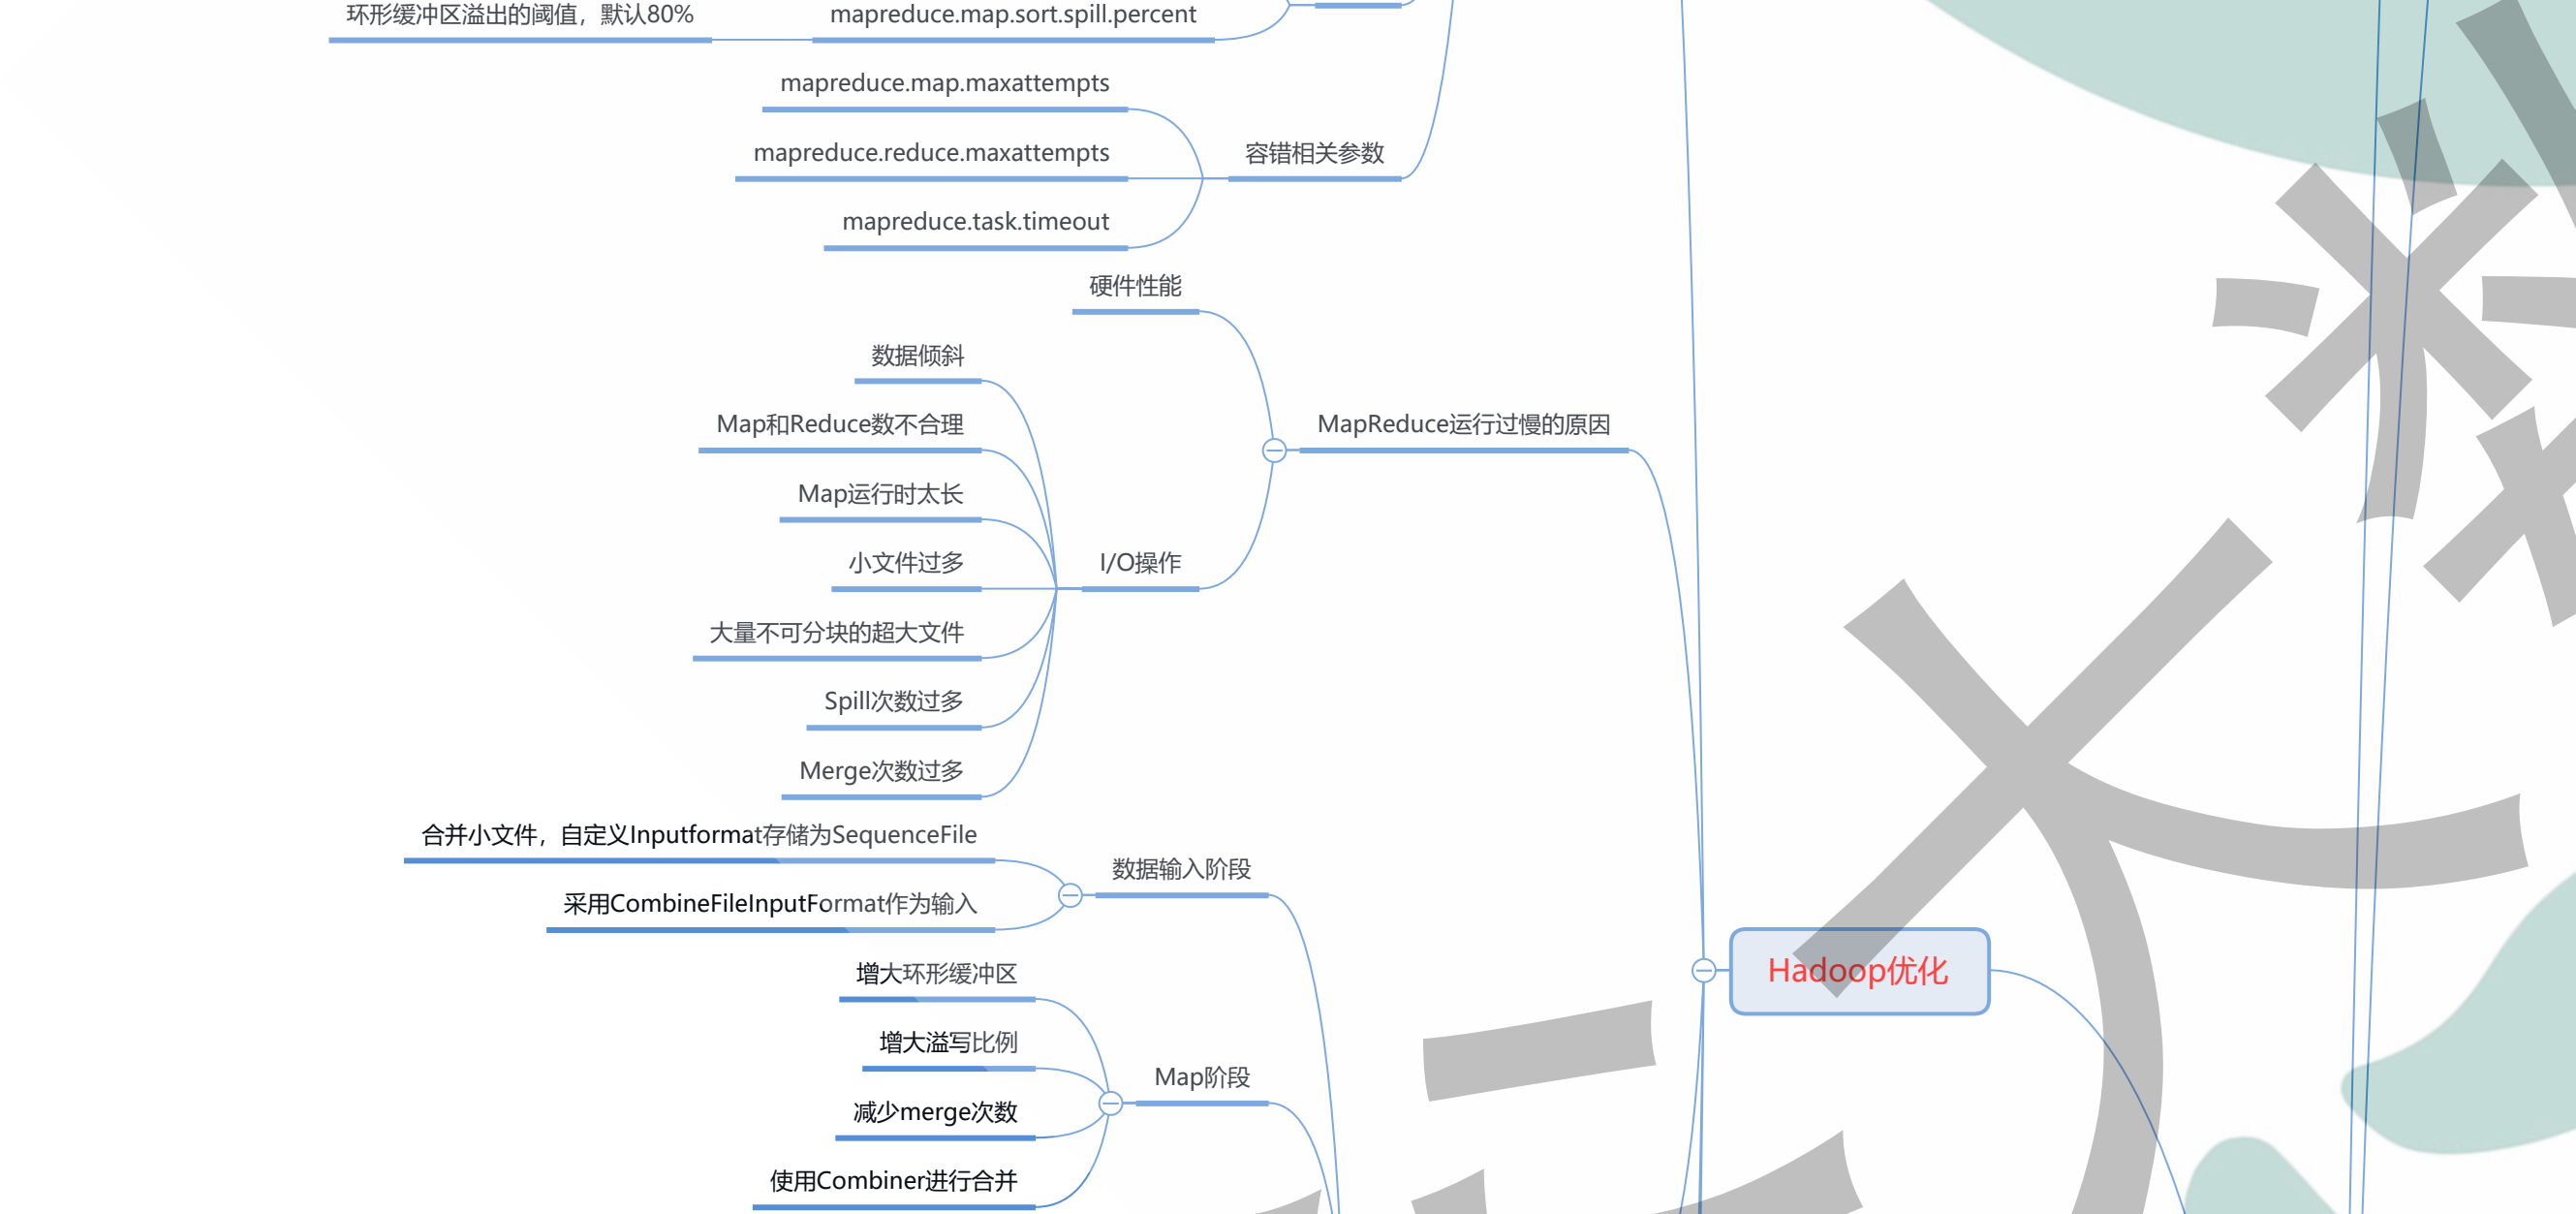 环形缓冲区溢出的阈值，默认80%
mapreduce.map.sort.spill.percent
mapreduce.map.maxattempts
mapreduce.reduce.maxattempts
容错相关参数
mapreduce.task.timeout
硬件性能
数据倾斜
Map和Reduce数不合理
MapReduce运行过慢的原因
Map运行时太长
小文件过多
I/O操作
大量不可分块的超大文件
Spill次数过多
Merge次数过多
合并小文件，自定义Inputformat存储为SequenceFile
数据输入阶段
采用CombineFileInputFormat作为输入
增大环形缓冲区
Hadoop优化
增大溢写比例
Map阶段
减少merge次数
使用Combiner进行合并